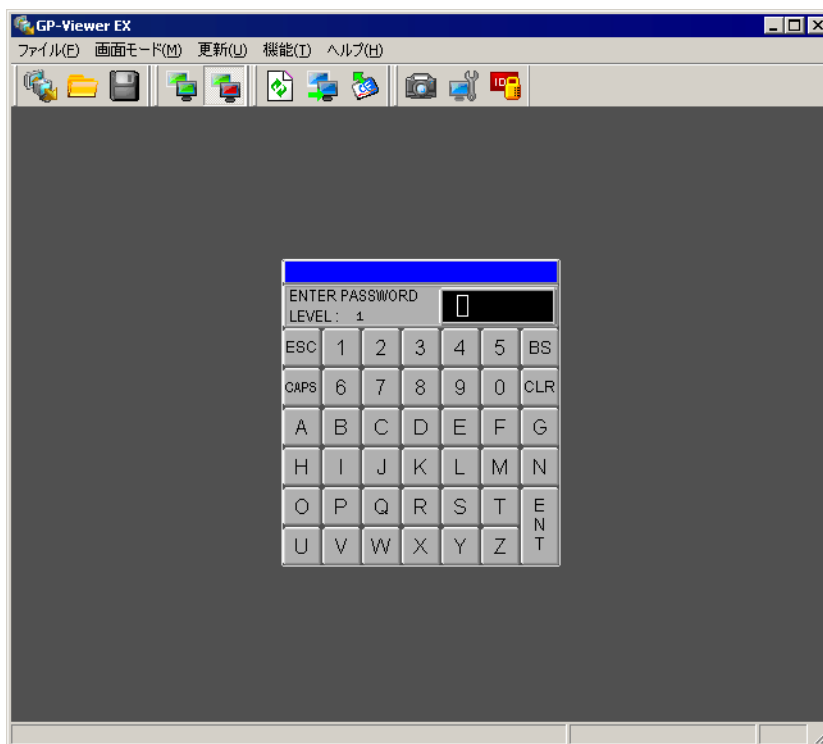 GP-Viewer EX
ファイル(F) 画面モード(M) 更新(U) 機能(T) ヘルプ(H)
ID
ENTER PASSWORD
LEVEL: 1
ESC 1 2 3 4 5 BS
CAPS 6 7 8 9 0 CLR
A B C D E F G
H I J K L M N
O P Q R S T ENT
U V W X Y Z